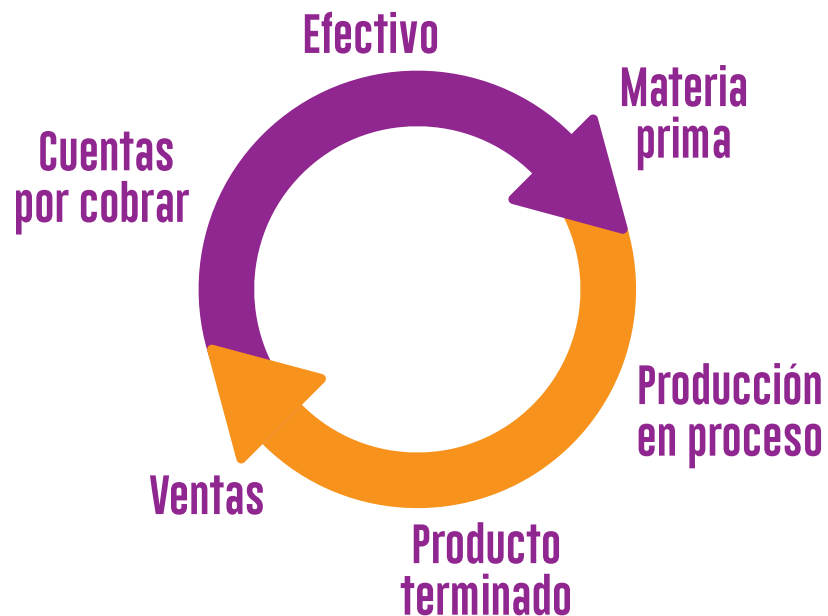 Efectivo
Materia
prima
Cuentas
por cobrar
Producción
en proceso
Ventas
Producto
terminado